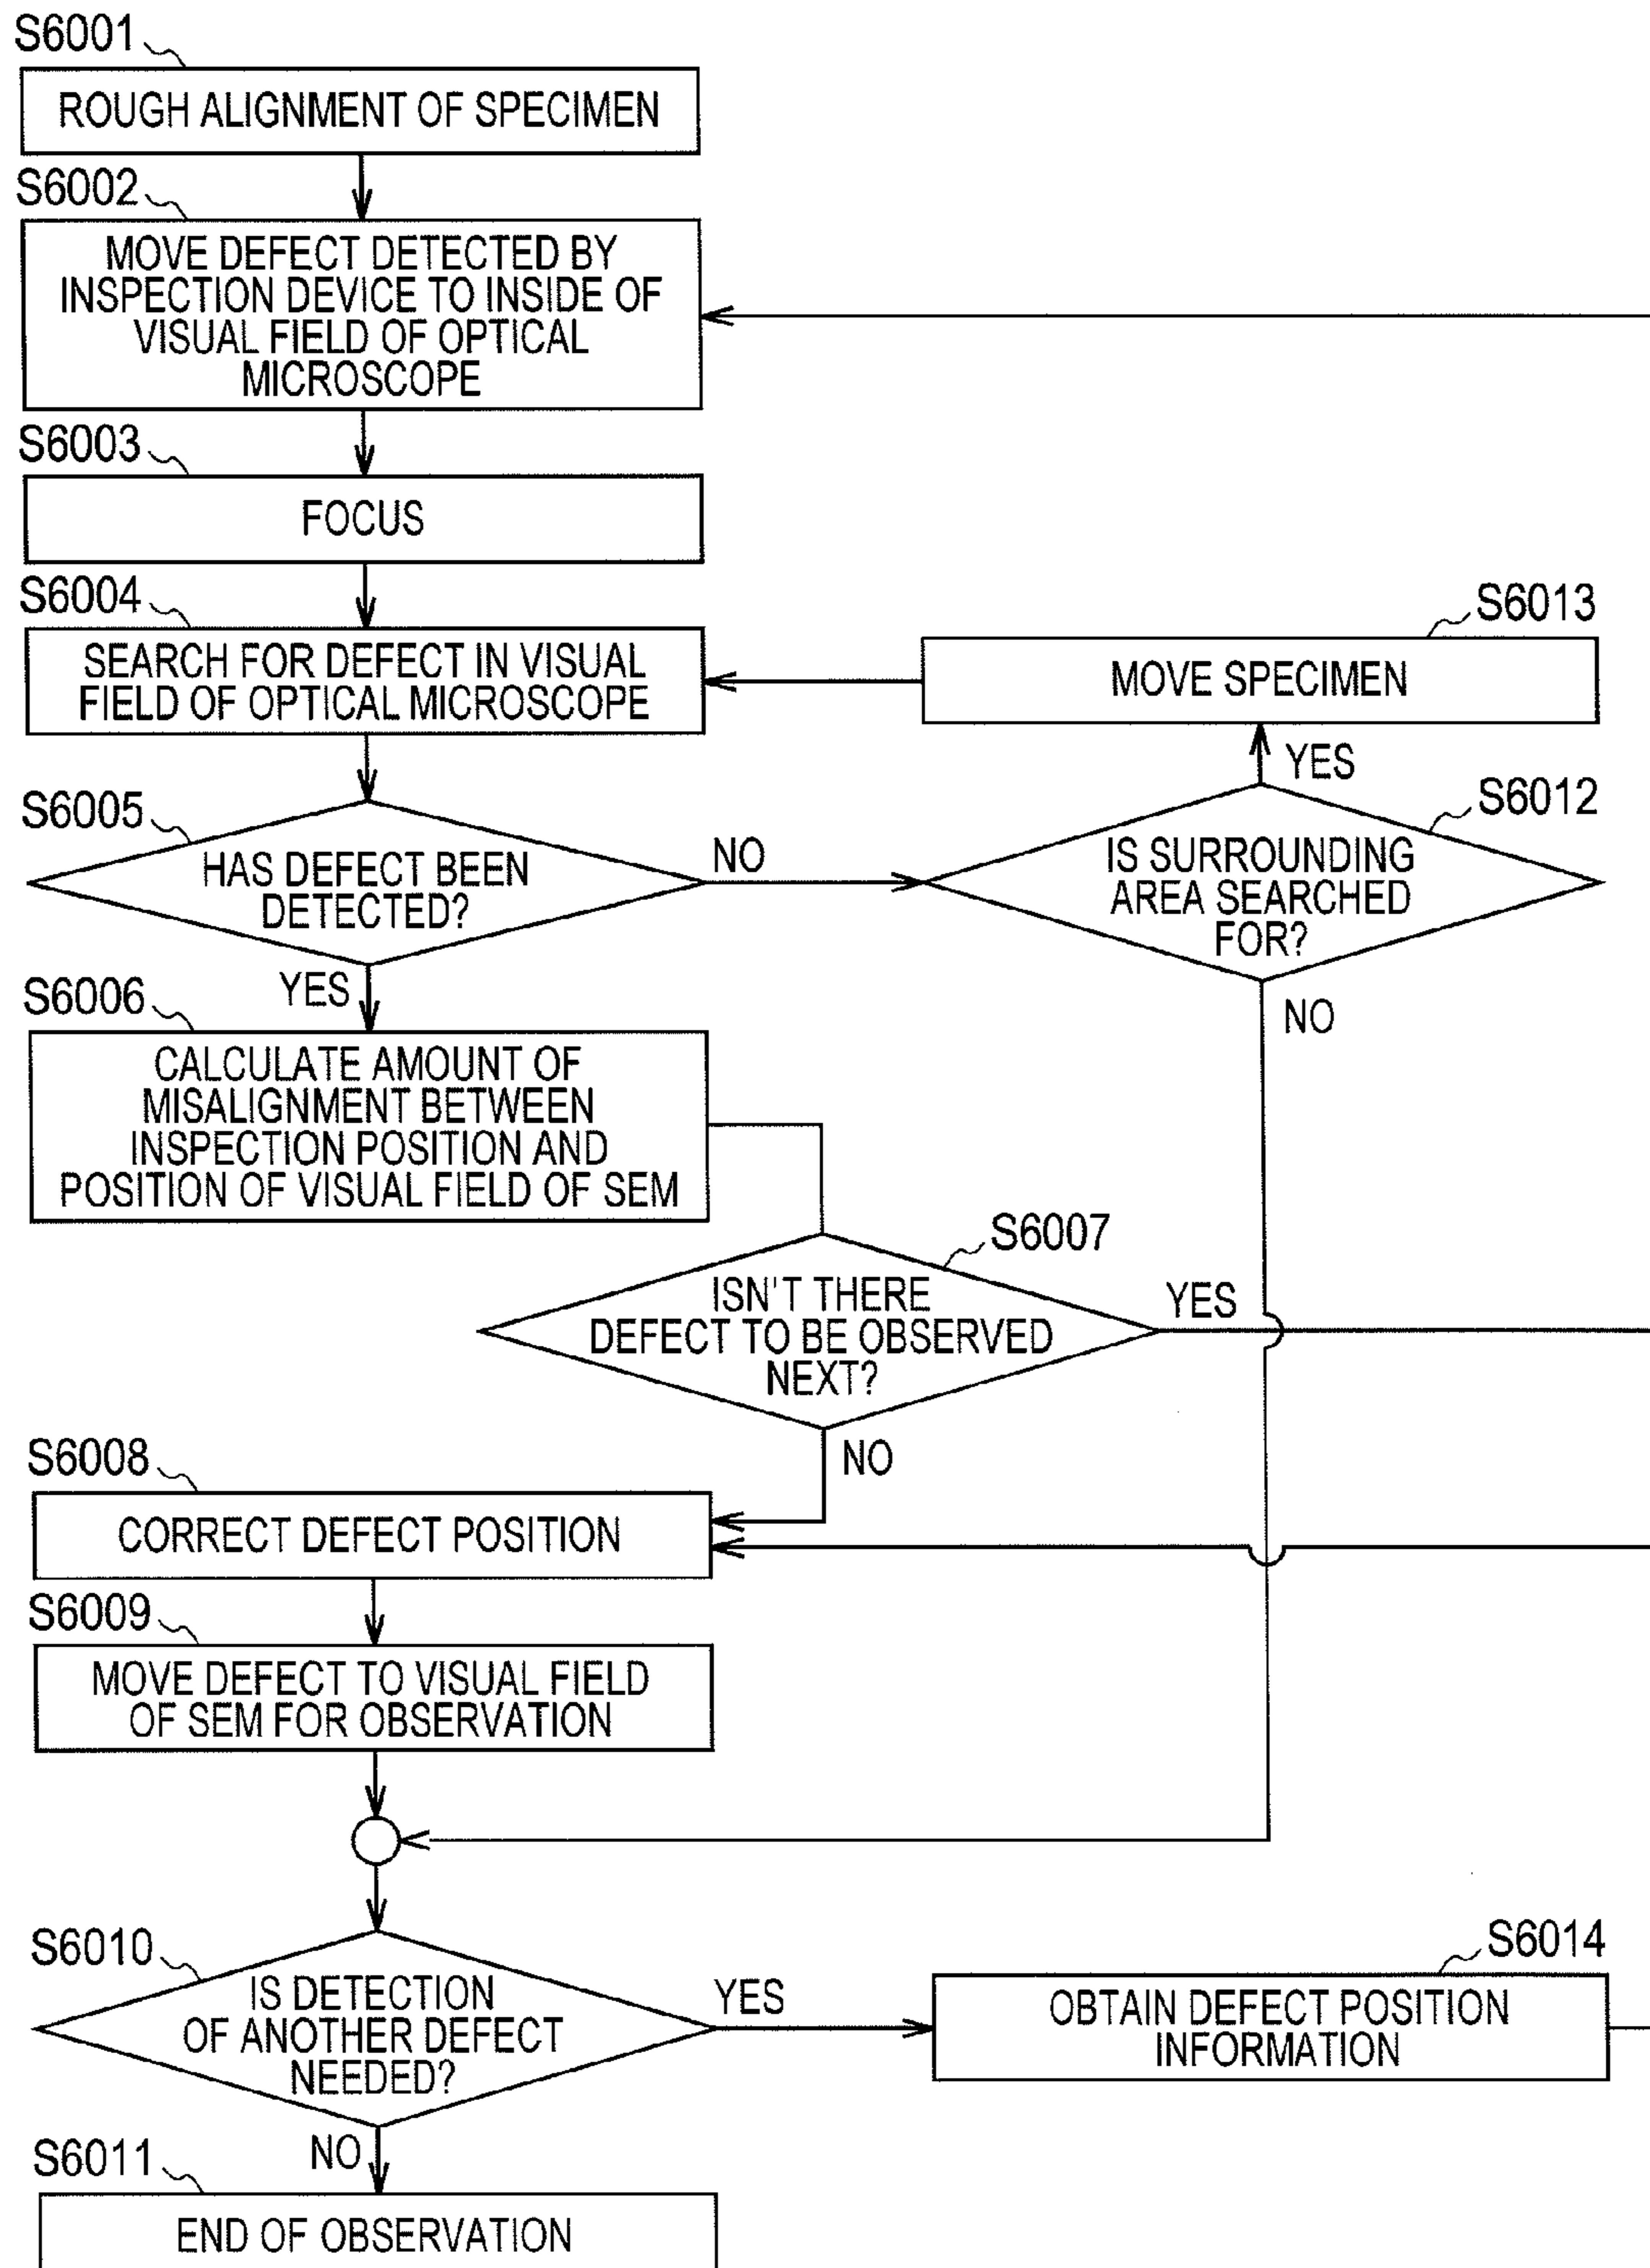 S6001
ROUGH ALIGNMENT OF SPECIMEN
S6002
MOVE DEFECT DETECTED BY
INSPECTION DEVICE TO INSIDE OF
VISUAL FIELD OF OPTICAL
MICROSCOPE
S6003
FOCUS
S6004
SEARCH FOR DEFECT IN VISUAL
FIELD OF OPTICAL MICROSCOPE
S6013
MOVE SPECIMEN
YES
S6005
HAS DEFECT BEEN
DETECTED?
NO
S6012
IS SURROUNDING
AREA SEARCHED
FOR?
YES
NO
S6006
CALCULATE AMOUNT OF
MISALIGNMENT BETWEEN
INSPECTION POSITION AND
POSITION OF VISUAL FIELD OF SEM
S6007
ISN'T THERE
DEFECT TO BE OBSERVED
NEXT?
YES
NO
S6008
CORRECT DEFECT POSITION
S6009
MOVE DEFECT TO VISUAL FIELD
OF SEM FOR OBSERVATION
S6010
IS DETECTION
OF ANOTHER DEFECT
NEEDED?
YES
S6014
OBTAIN DEFECT POSITION
INFORMATION
NO
S6011
END OF OBSERVATION